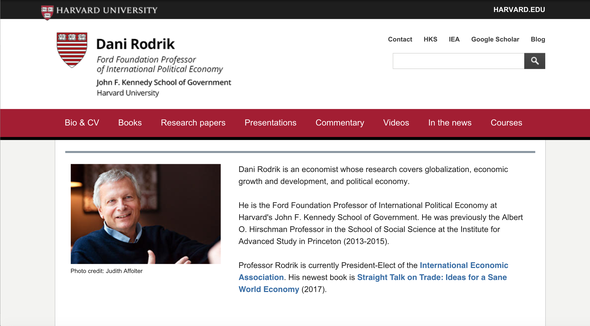 HARVARD UNIVERSITY
HARVARD.EDU
Dani Rodrik
Ford Foundation Professor
of International Political Economy
John F. Kennedy School of Government
Harvard University
Contact HKS IEA Google Scholar Blog
Bio & CV Books Research papers Presentations Commentary Videos In the news Courses
Dani Rodrik is an economist whose research covers globalization, economic
growth and development, and political economy.
He is the Ford Foundation Professor of International Political Economy at
Harvard's John F. Kennedy School of Government. He was previously the Albert
O. Hirschman Professor in the School of Social Science at the Institute for
Advanced Study in Princeton (2013-2015).
Professor Rodrik is currently President-Elect of the International Economic
Association. His newest book is Straight Talk on Trade: Ideas for a Sane
World Economy (2017).
Photo credit: Judith Affolter